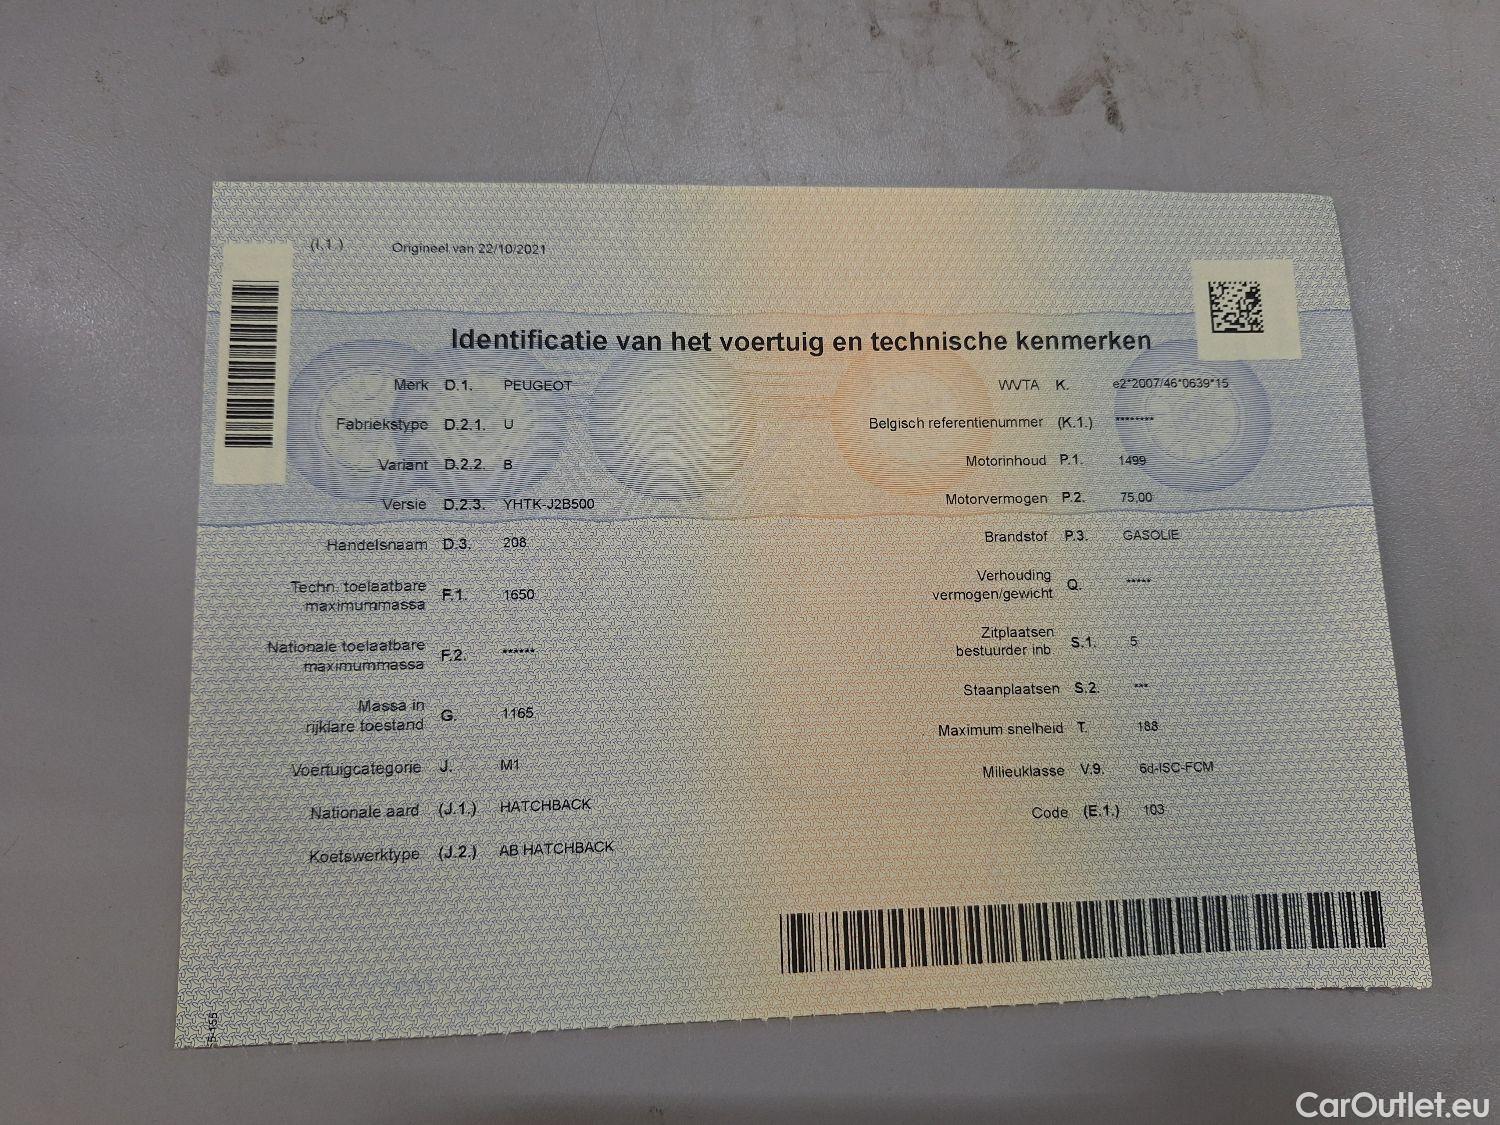 (I.1.) Origineel van 22/10/2021
Identificatie van het voertuig en technische kenmerken
Merk D.1. PEUGEOT
Fabriekstype D.2.1. U
Variant D.2.2. B
Versie D.2.3. YHTK-J2B500
Handelsnaam D.3. 208
Techn. toelaatbare
maximummassa F.1. 1650
Nationale toelaatbare
maximummassa F.2. ******
Massa in
rijklare toestand G. 1165
Voertuigcategorie J. M1
Nationale aard (J.1.) HATCHBACK
Koetswerktype (J.2.) AB HATCHBACK
WVTA K. e2*2007/46*0639*15
Belgisch referentienummer (K.1.) ********
Motorinhoud P.1. 1499
Motorvermogen P.2. 75,00
Brandstof P.3. GASOLIE
Verhouding
vermogen/gewicht Q. *****
Zitplaatsen
bestuurder inb S.1. 5
Staanplaatsen S.2. ***
Maximum snelheid T. 188
Milieuklasse V.9. 6d-ISC-FCM
Code (E.1.) 103
CarOutlet.eu